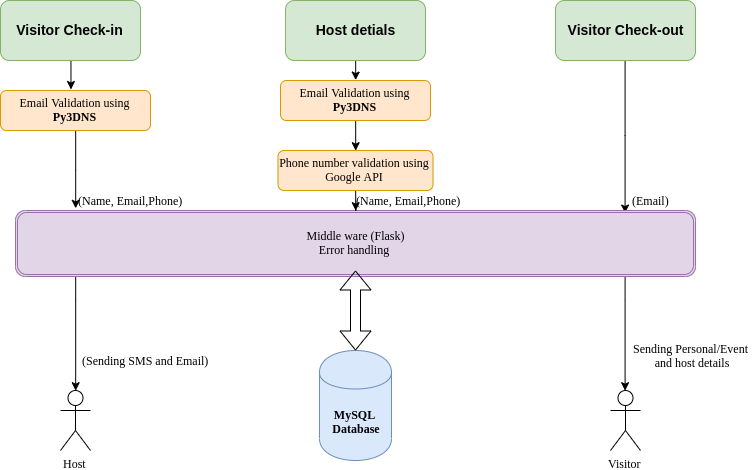 Visitor Check-in
Host detials
Visitor Check-out
Email Validation using
Py3DNS
Email Validation using
Py3DNS
Phone number validation using
Google API
(Name, Email,Phone)
(Name, Email,Phone)
(Email)
Middle ware (Flask)
Error handling
(Sending SMS and Email)
Sending Personal/Event
and host details
MySQL
Database
Host
Visitor